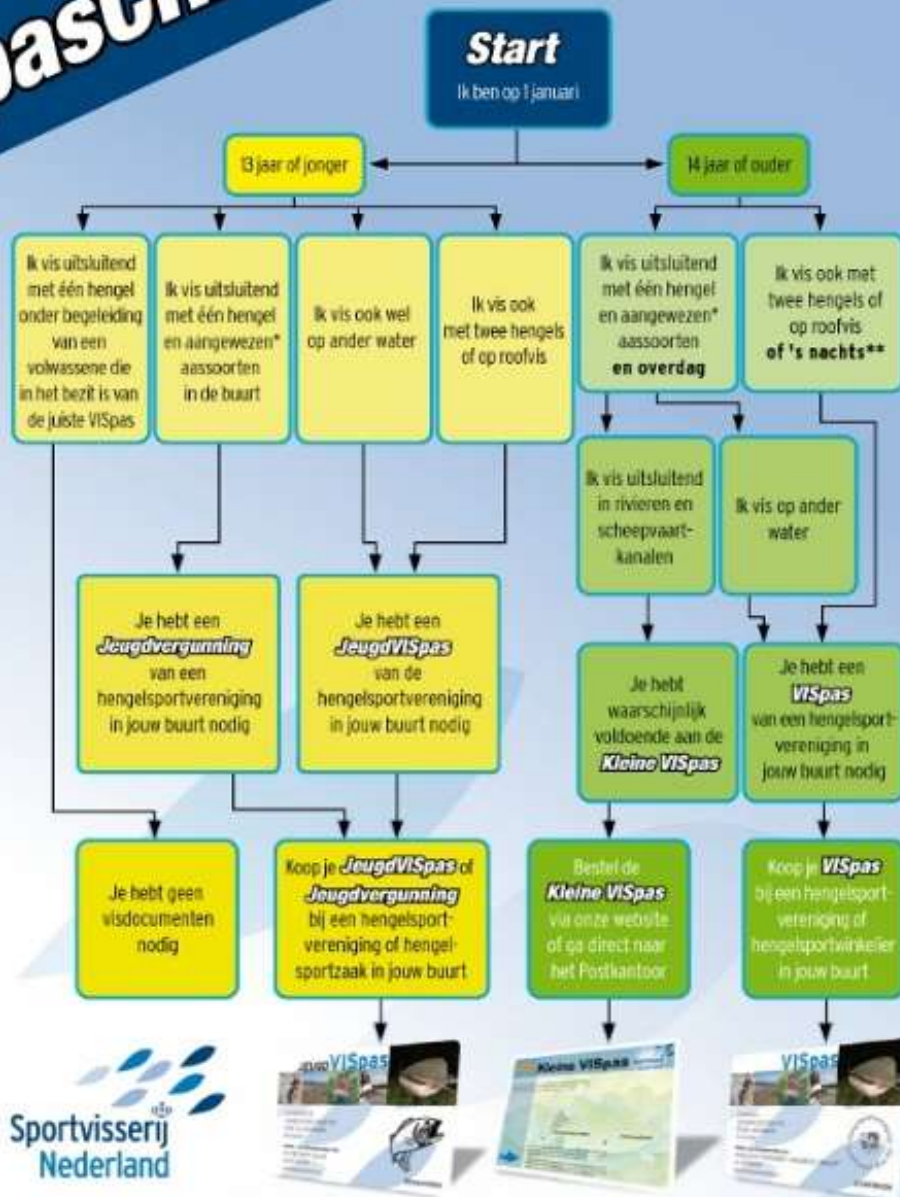 Start
Ik ben op 1 januari
13 jaar of jonger
14 jaar of ouder
Ik vis uitsluitend
met één hengel
onder begeleiding
van een
volwassene die
in het bezit is van
de juiste VISpas
Ik vis uitsluitend
met één hengel
en aangewezen*
aassoorten
in de buurt
Ik vis ook wel
op ander water
Ik vis ook
met twee hengels
of op roofvis
Ik vis uitsluitend
met één hengel
en aangewezen*
aassoorten
en overdag
Ik vis ook met
twee hengels of
op roofvis
of 's nachts**
Ik vis uitsluitend
in rivieren en
scheepvaart-
kanalen
Ik vis op ander
water
Je hebt een
Jeugdvergunning
van een
hengelsportvereniging
in jouw buurt nodig
Je hebt een
JeugdVISpas
van de
hengelsportvereniging
in jouw buurt nodig
Je hebt
waarschijnlijk
voldoende aan de
Kleine VISpas
Je hebt een
VISpas
van een hengelsport-
vereniging in
jouw buurt nodig
Je hebt geen
visdocumenten
nodig
Koop je JeugdVISpas of
Jeugdvergunning
bij een hengelsport-
vereniging of hengel-
sportzaak in jouw buurt
Bestel de
Kleine VISpas
via onze website
of ga direct naar
het Postkantoor
Koop je VISpas
bij een hengelsport-
vereniging of
hengelsportwinkelier
in jouw buurt
Sportvisserij
Nederland
VISpas
Kleine VISpas
VISpas